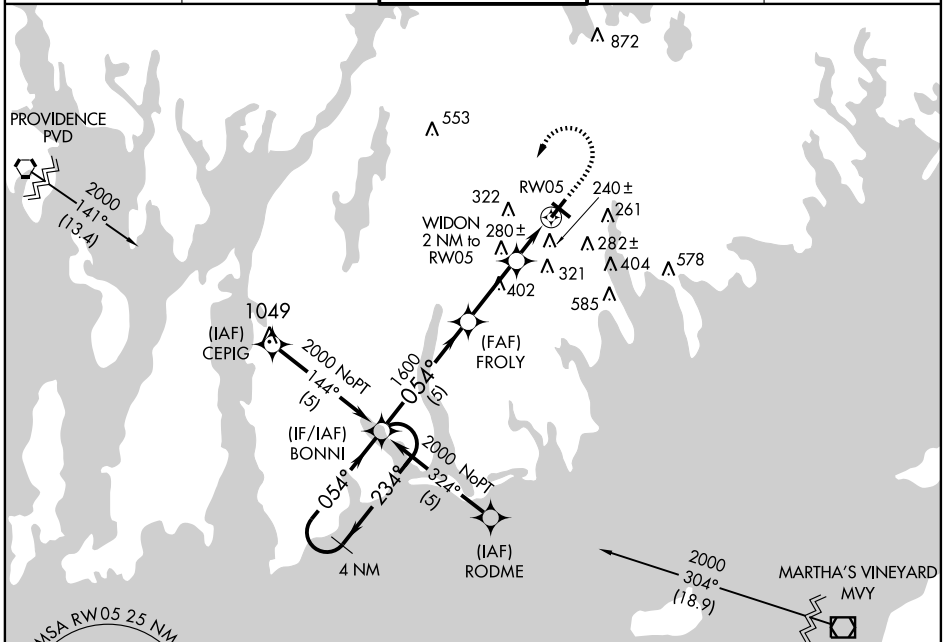 872
553
PROVIDENCE
PVD
2000
141°
(13.4)
RW05
240±
322
261
WIDON
2 NM to
RW05
280±
282±
321
404
578
402
585
1049
(IAF)
CEPIG
2000 NoPT
144°
(5)
(FAF)
FROLY
1600
054°
(5)
(IF/IAF)
BONNI
2000 NoPT
324°
(5)
054°
234°
4 NM
(IAF)
RODME
2000
304°
(18.9)
MARTHA'S VINEYARD
MVY
MSA RW05 25 NM